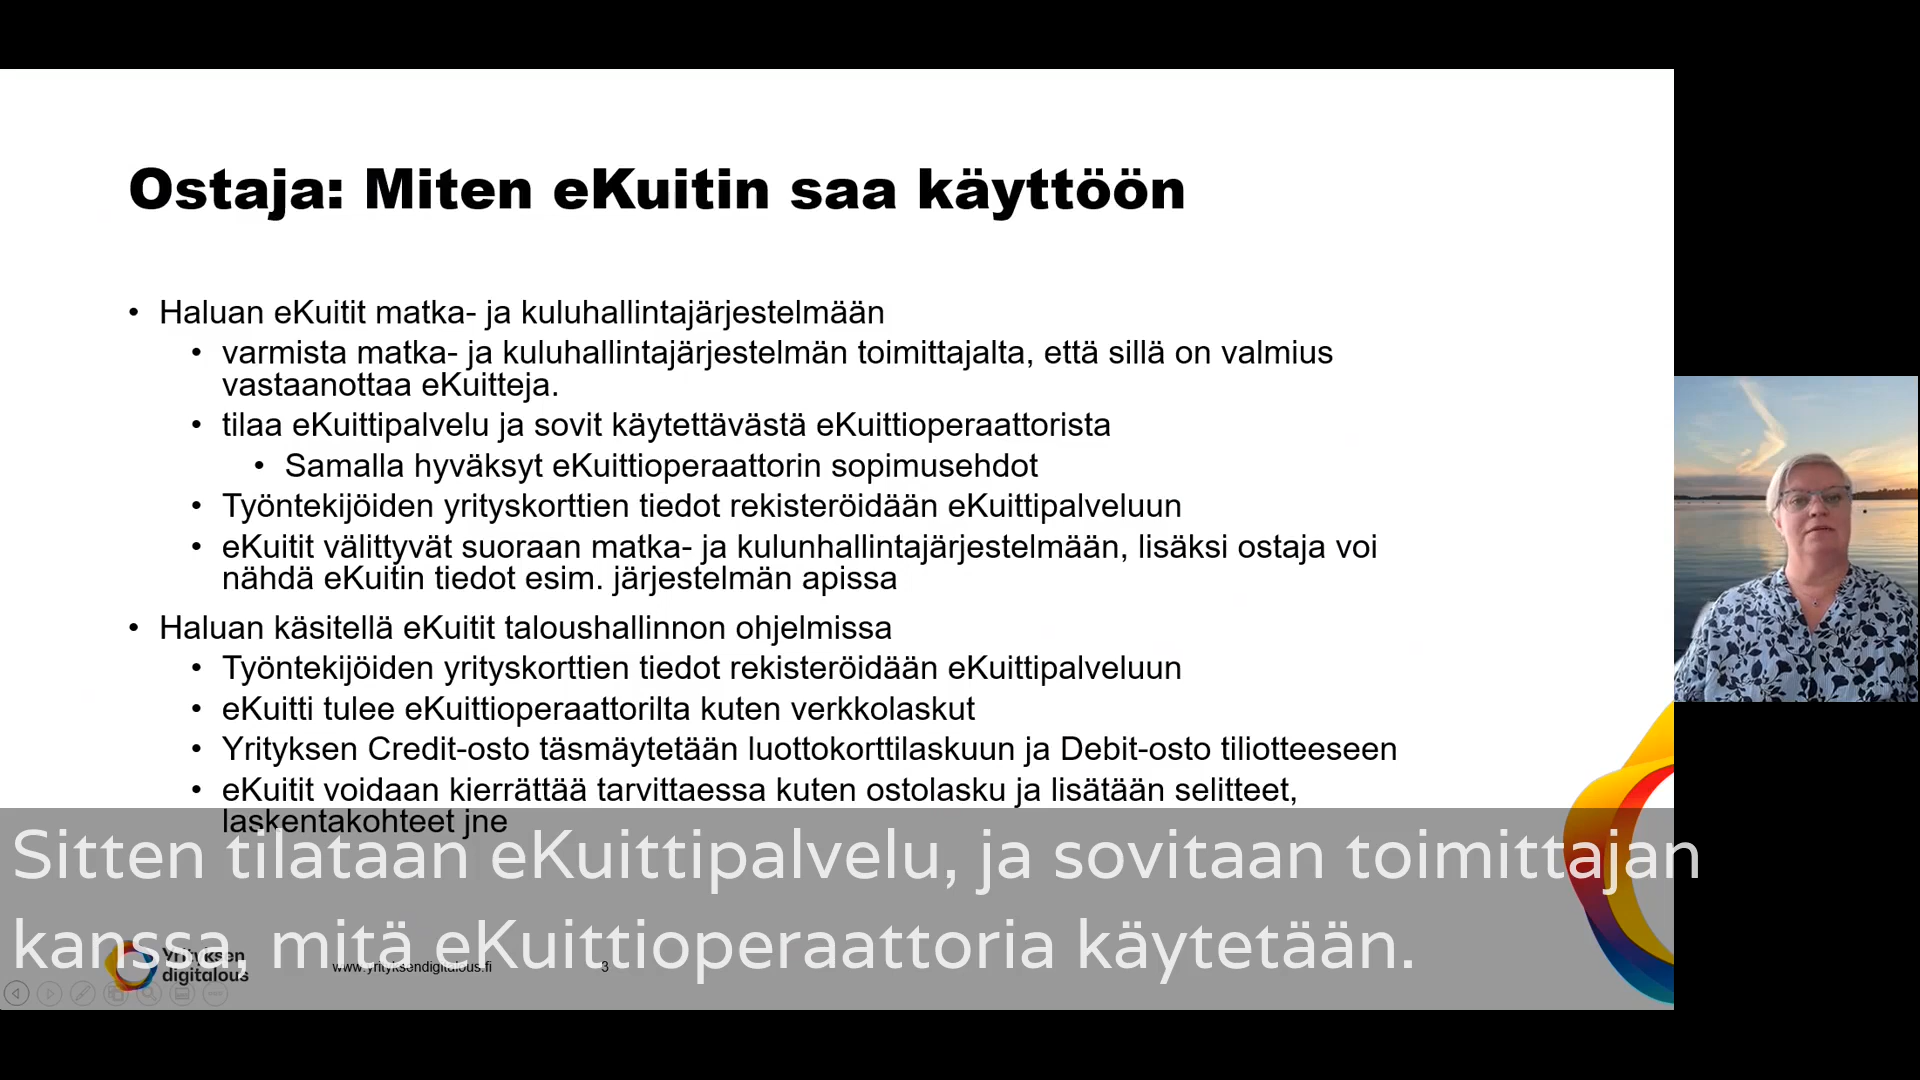 Ostaja: Miten eKuitin saa käyttöön
• Haluan eKuitit matka- ja kuluhallintajärjestelmään
• varmista matka- ja kuluhallintajärjestelmän toimittajalta, että sillä on valmius
vastaanottaa eKuitteja.
• tilaa eKuittipalvelu ja sovit käytettävästä eKuittioperaattorista
• Samalla hyväksyt eKuittioperaattorin sopimusehdot
• Työntekijöiden yrityskorttien tiedot rekisteröidään eKuittipalveluun
• eKuitit välittyvät suoraan matka- ja kulunhallintajärjestelmään, lisäksi ostaja voi
nähdä eKuitin tiedot esim. järjestelmän apissa
• Haluan käsitellä eKuitit taloushallinnon ohjelmissa
• Työntekijöiden yrityskorttien tiedot rekisteröidään eKuittipalveluun
• eKuitti tulee eKuittioperaattorilta kuten verkkolaskut
• Yrityksen Credit-osto täsmäytetään luottokorttilaskuun ja Debit-osto tiliotteeseen
• eKuitit voidaan kierrättää tarvittaessa kuten ostolasku ja lisätään selitteet,
laskentakohteet jne
Sitten tilataan eKuittipalvelu, ja sovitaan toimittajan
kanssa, mitä eKuittioperaattoria käytetään.
Yrityksen
digitalous
www.yrityksendigitalous.fi
3